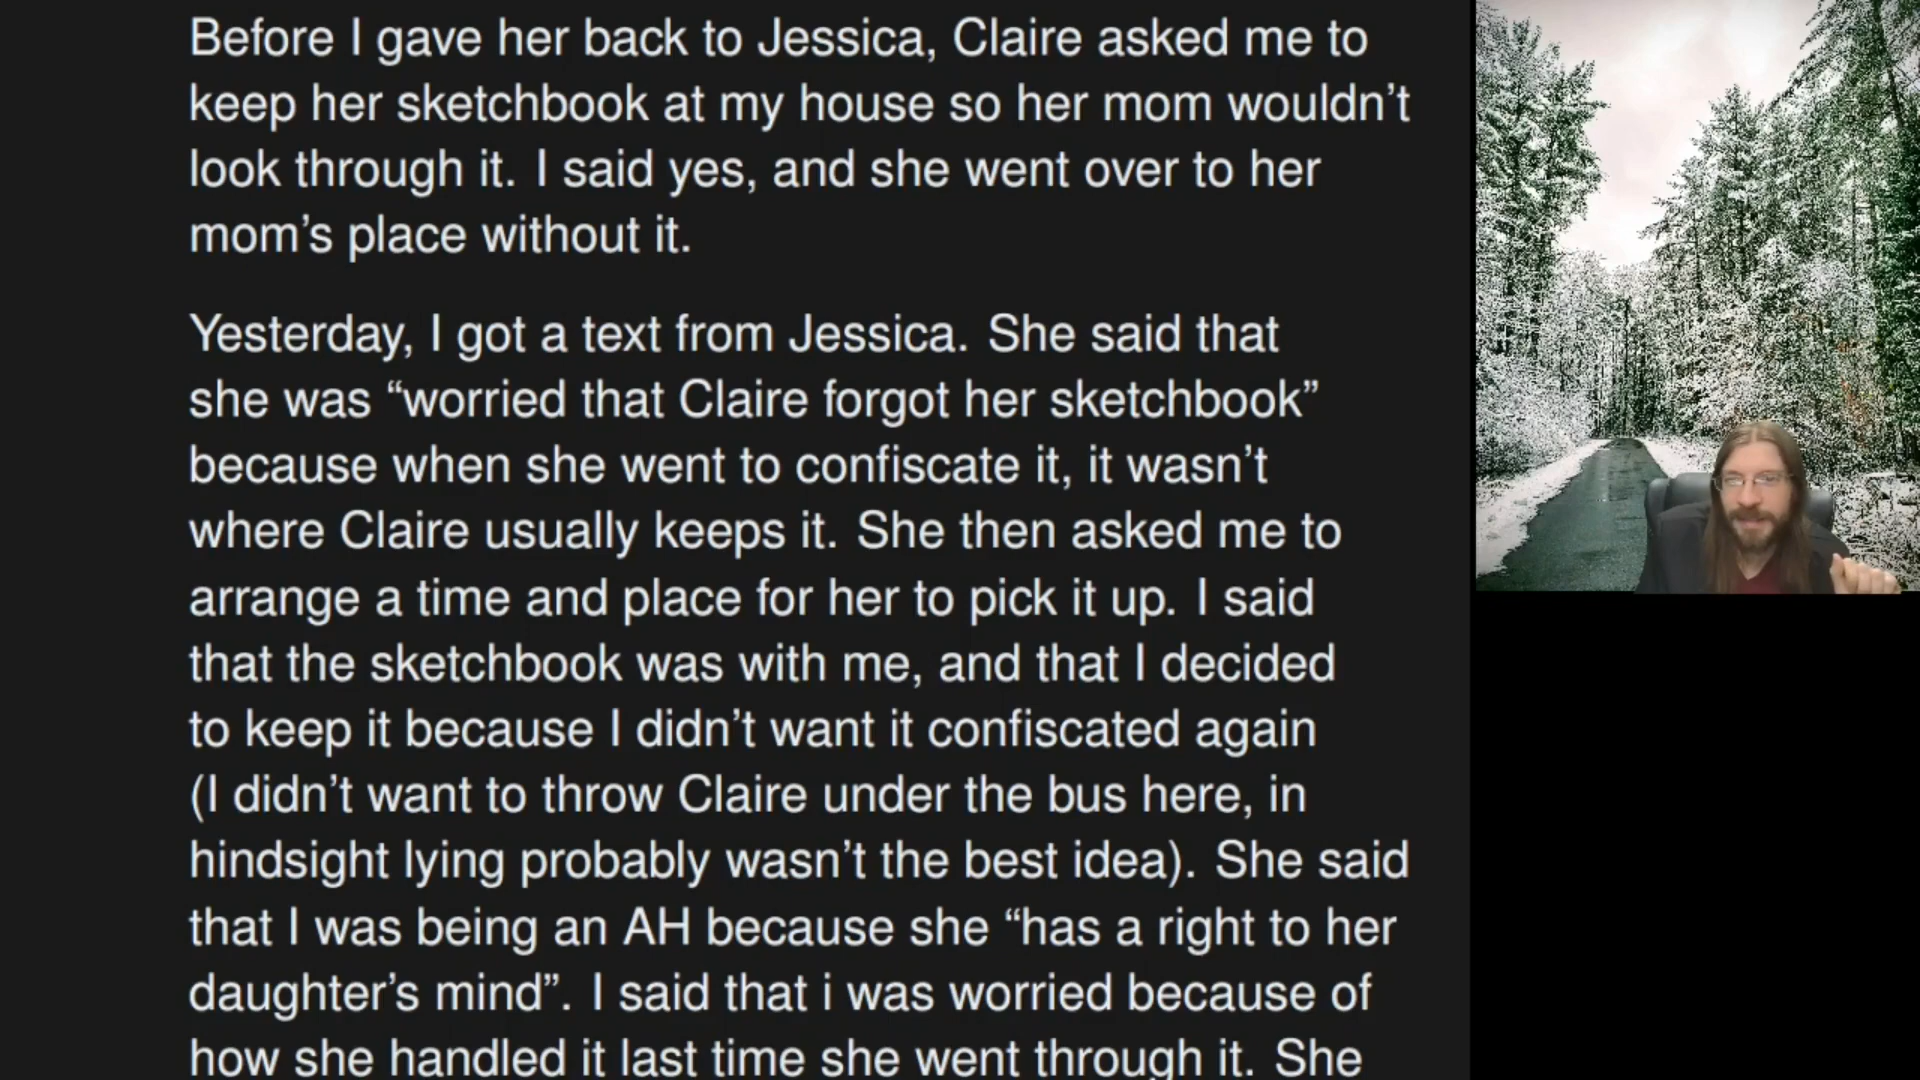 Before I gave her back to Jessica, Claire asked me to
keep her sketchbook at my house so her mom wouldn’t
look through it. I said yes, and she went over to her
mom’s place without it.
Yesterday, I got a text from Jessica. She said that
she was “worried that Claire forgot her sketchbook”
because when she went to confiscate it, it wasn’t
where Claire usually keeps it. She then asked me to
arrange a time and place for her to pick it up. I said
that the sketchbook was with me, and that I decided
to keep it because I didn’t want it confiscated again
(I didn’t want to throw Claire under the bus here, in
hindsight lying probably wasn’t the best idea). She said
that I was being an AH because she “has a right to her
daughter’s mind”. I said that i was worried because of
how she handled it last time she went through it. She